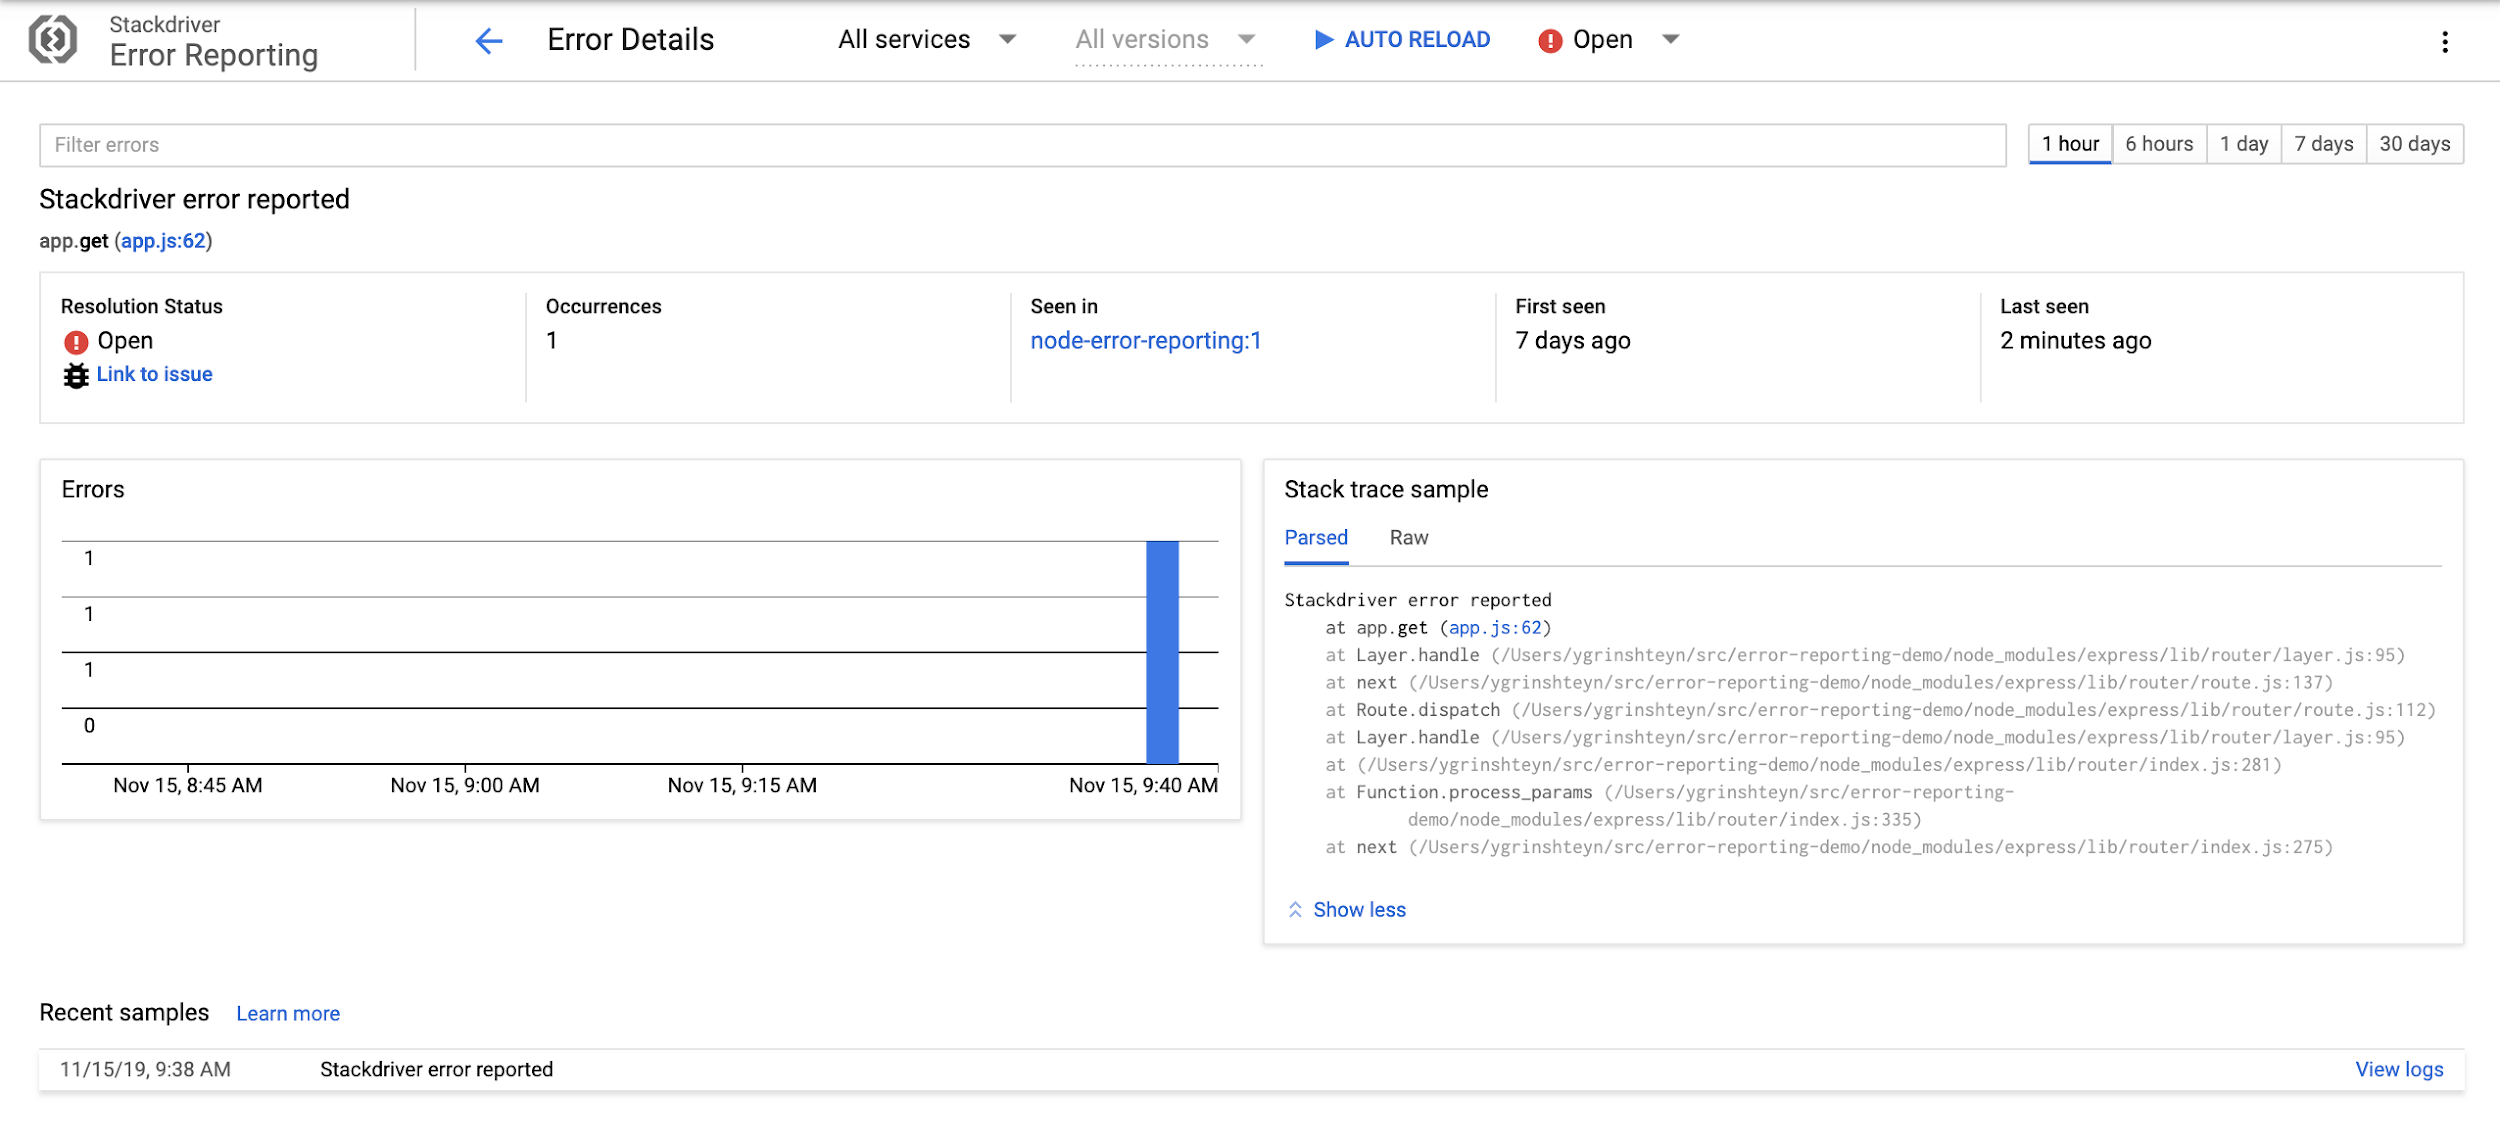 Stackdriver
Error Reporting
Error Details
All services
All versions
AUTO RELOAD
Open
Filter errors
1 hour
6 hours
1 day
7 days
30 days
Stackdriver error reported
app.get (app.js:62)
Resolution Status
Open
Link to issue
Occurrences
1
Seen in
node-error-reporting:1
First seen
7 days ago
Last seen
2 minutes ago
Errors
1
1
1
0
Nov 15, 8:45 AM
Nov 15, 9:00 AM
Nov 15, 9:15 AM
Nov 15, 9:40 AM
Stack trace sample
Parsed
Raw
Stackdriver error reported
at app.get (app.js:62)
at Layer.handle (/Users/ygrinshteyn/src/error-reporting-demo/node_modules/express/lib/router/layer.js:95)
at next (/Users/ygrinshteyn/src/error-reporting-demo/node_modules/express/lib/router/route.js:137)
at Route.dispatch (/Users/ygrinshteyn/src/error-reporting-demo/node_modules/express/lib/router/route.js:112)
at Layer.handle (/Users/ygrinshteyn/src/error-reporting-demo/node_modules/express/lib/router/layer.js:95)
at (/Users/ygrinshteyn/src/error-reporting-demo/node_modules/express/lib/router/index.js:281)
at Function.process_params (/Users/ygrinshteyn/src/error-reporting-
demo/node_modules/express/lib/router/index.js:335)
at next (/Users/ygrinshteyn/src/error-reporting-demo/node_modules/express/lib/router/index.js:275)
Show less
Recent samples
Learn more
11/15/19, 9:38 AM
Stackdriver error reported
View logs